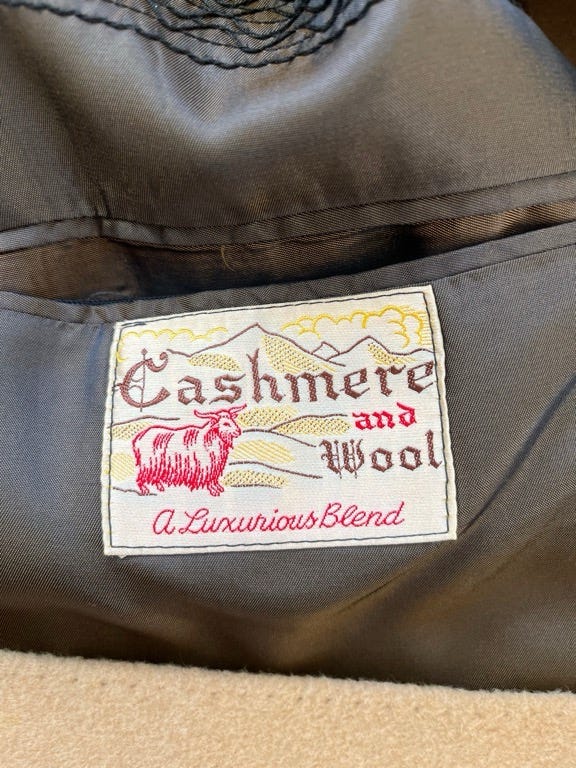 Cashmere
and
Wool
a Luxurious Blend